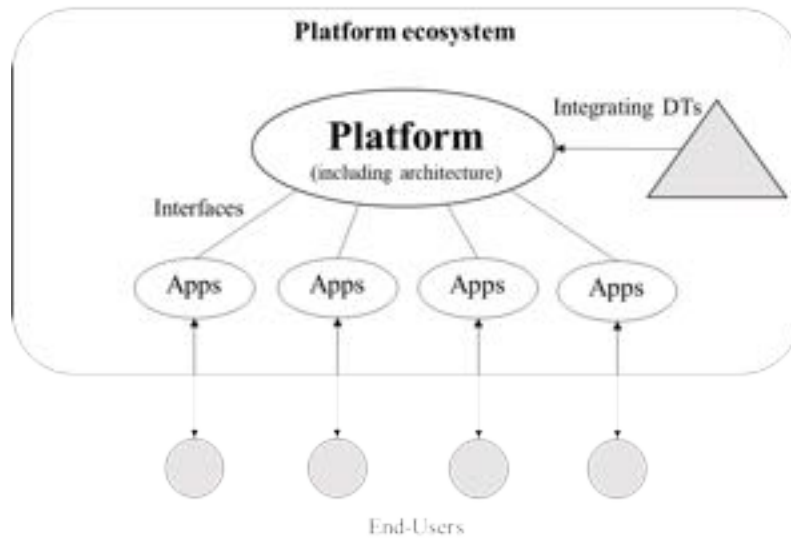 Platform ecosystem
Integrating DTs
Platform
(including architecture)
Interfaces
Apps
Apps
Apps
Apps
End-Users